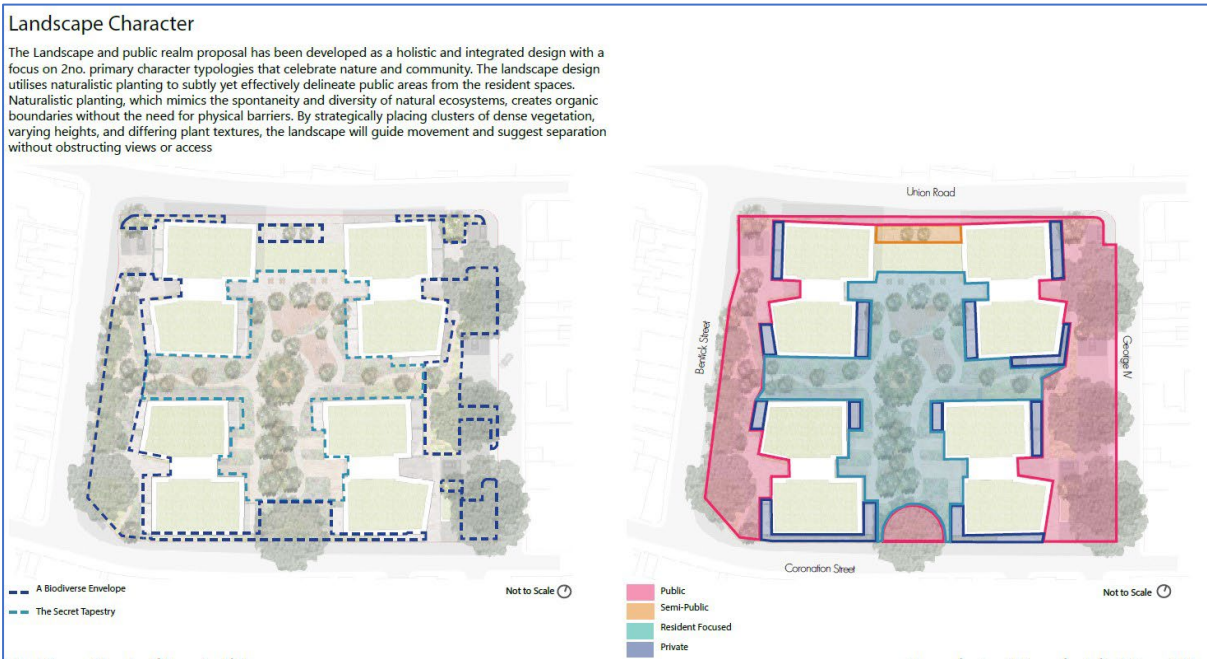 Landscape Character
The Landscape and public realm proposal has been developed as a holistic and integrated design with a
focus on 2no. primary character typologies that celebrate nature and community. The landscape design
utilises naturalistic planting to subtly yet effectively delineate public areas from the resident spaces.
Naturalistic planting, which mimics the spontaneity and diversity of natural ecosystems, creates organic
boundaries without the need for physical barriers. By strategically placing clusters of dense vegetation,
varying heights, and differing plant textures, the landscape will guide movement and suggest separation
without obstructing views or access
A Biodiverse Envelope
The Secret Tapestry
Not to Scale
Union Road
Bentick Street
George IV
Coronation Street
Public
Semi-Public
Resident Focused
Private
Not to Scale